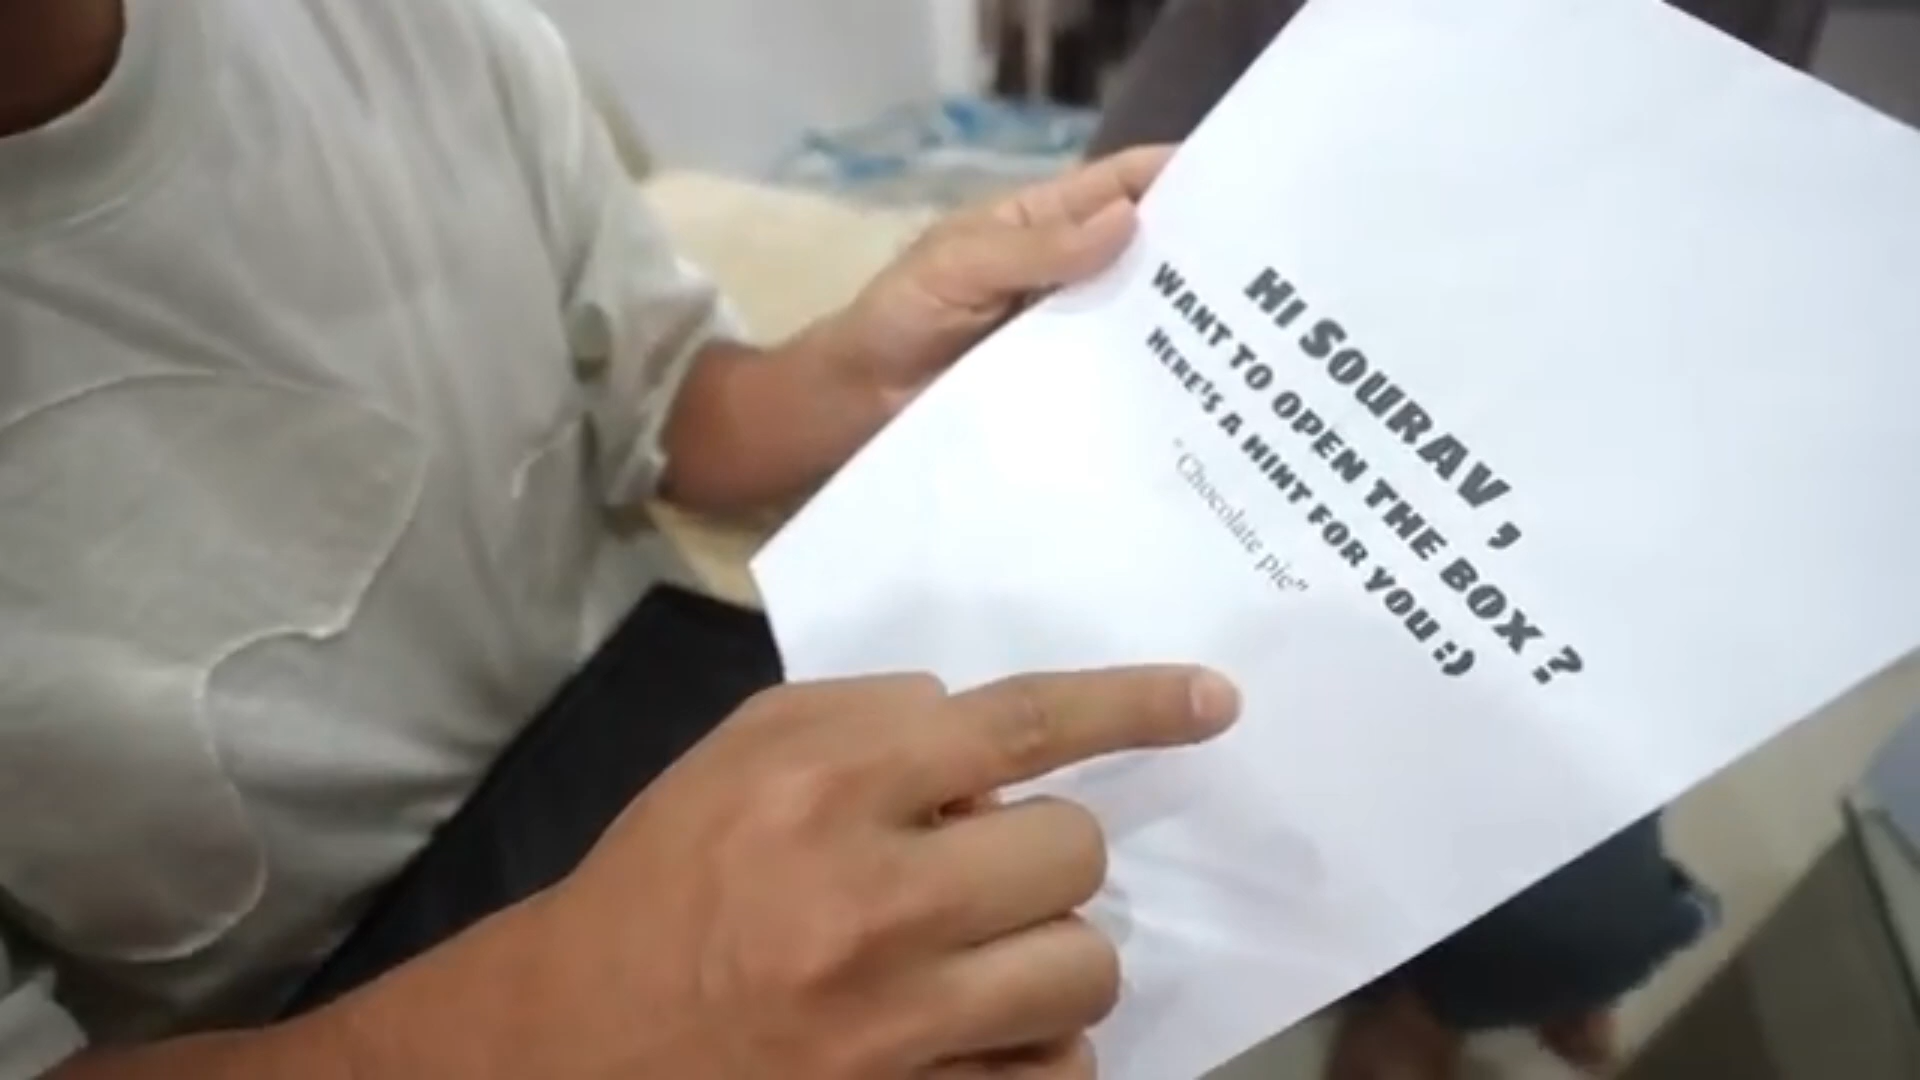 HI SOURAV,
WANT TO OPEN THE BOX ?
HERE'S A HINT FOR YOU :)
"Chocolate pie"